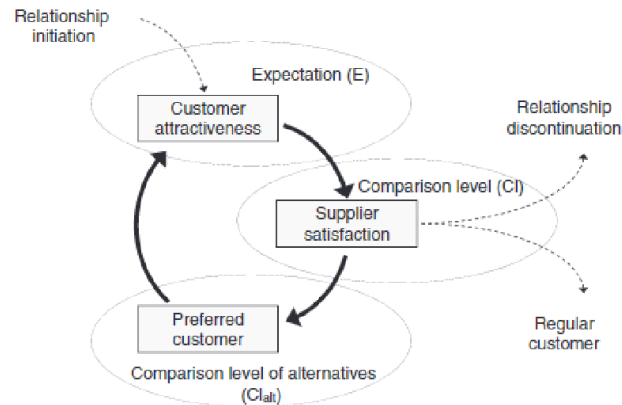 Relationship
initiation
Expectation (E)
Customer
attractiveness
Relationship
discontinuation
Comparison level (Cl)
Supplier
satisfaction
Preferred
customer
Regular
customer
Comparison level of alternatives
(Clalt)